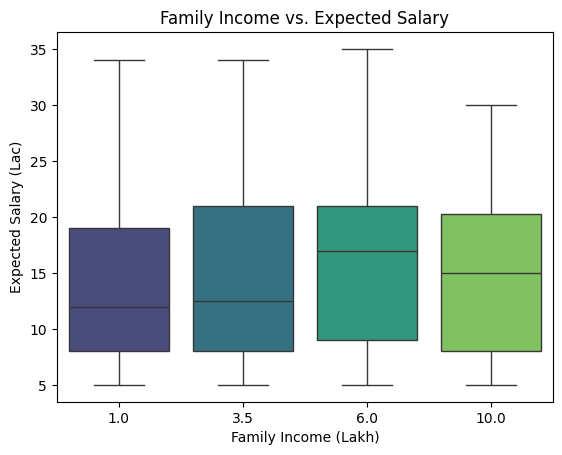 Family Income vs. Expected Salary
35
30
25
20
15
10
5
Expected Salary (Lac)
1.0 3.5 6.0 10.0
Family Income (Lakh)